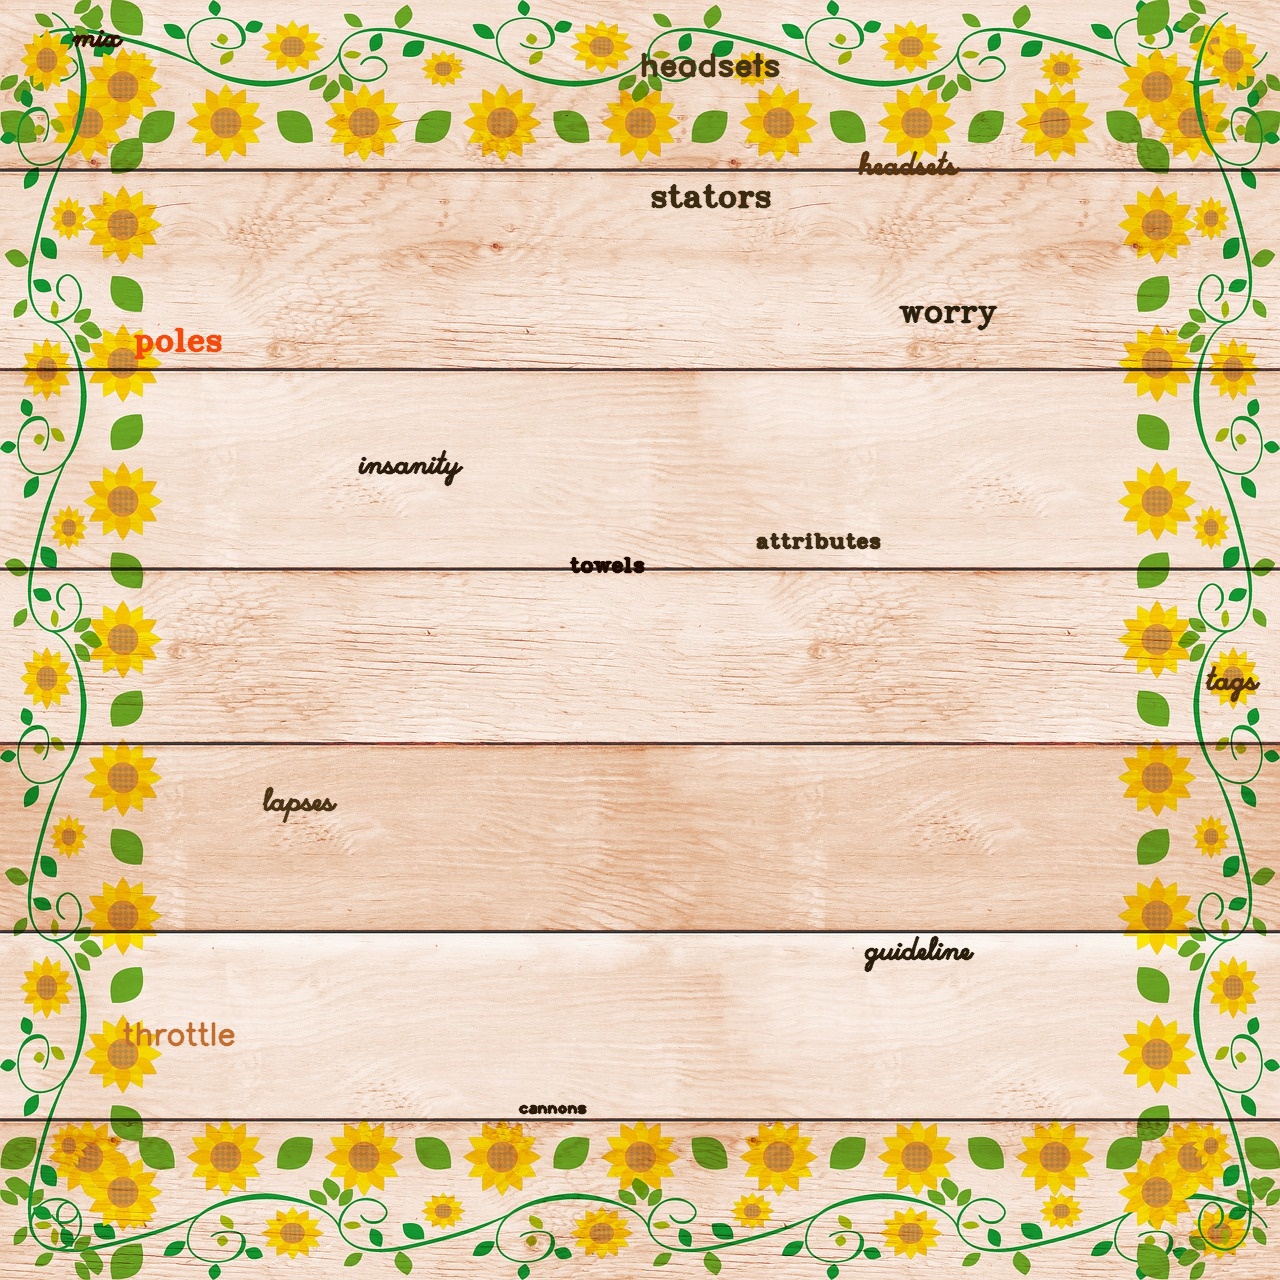 mix
headsets
headsets
stators
worry
poles
insanity
attributes
towels
tags
lapses
guideline
throttle
cannons